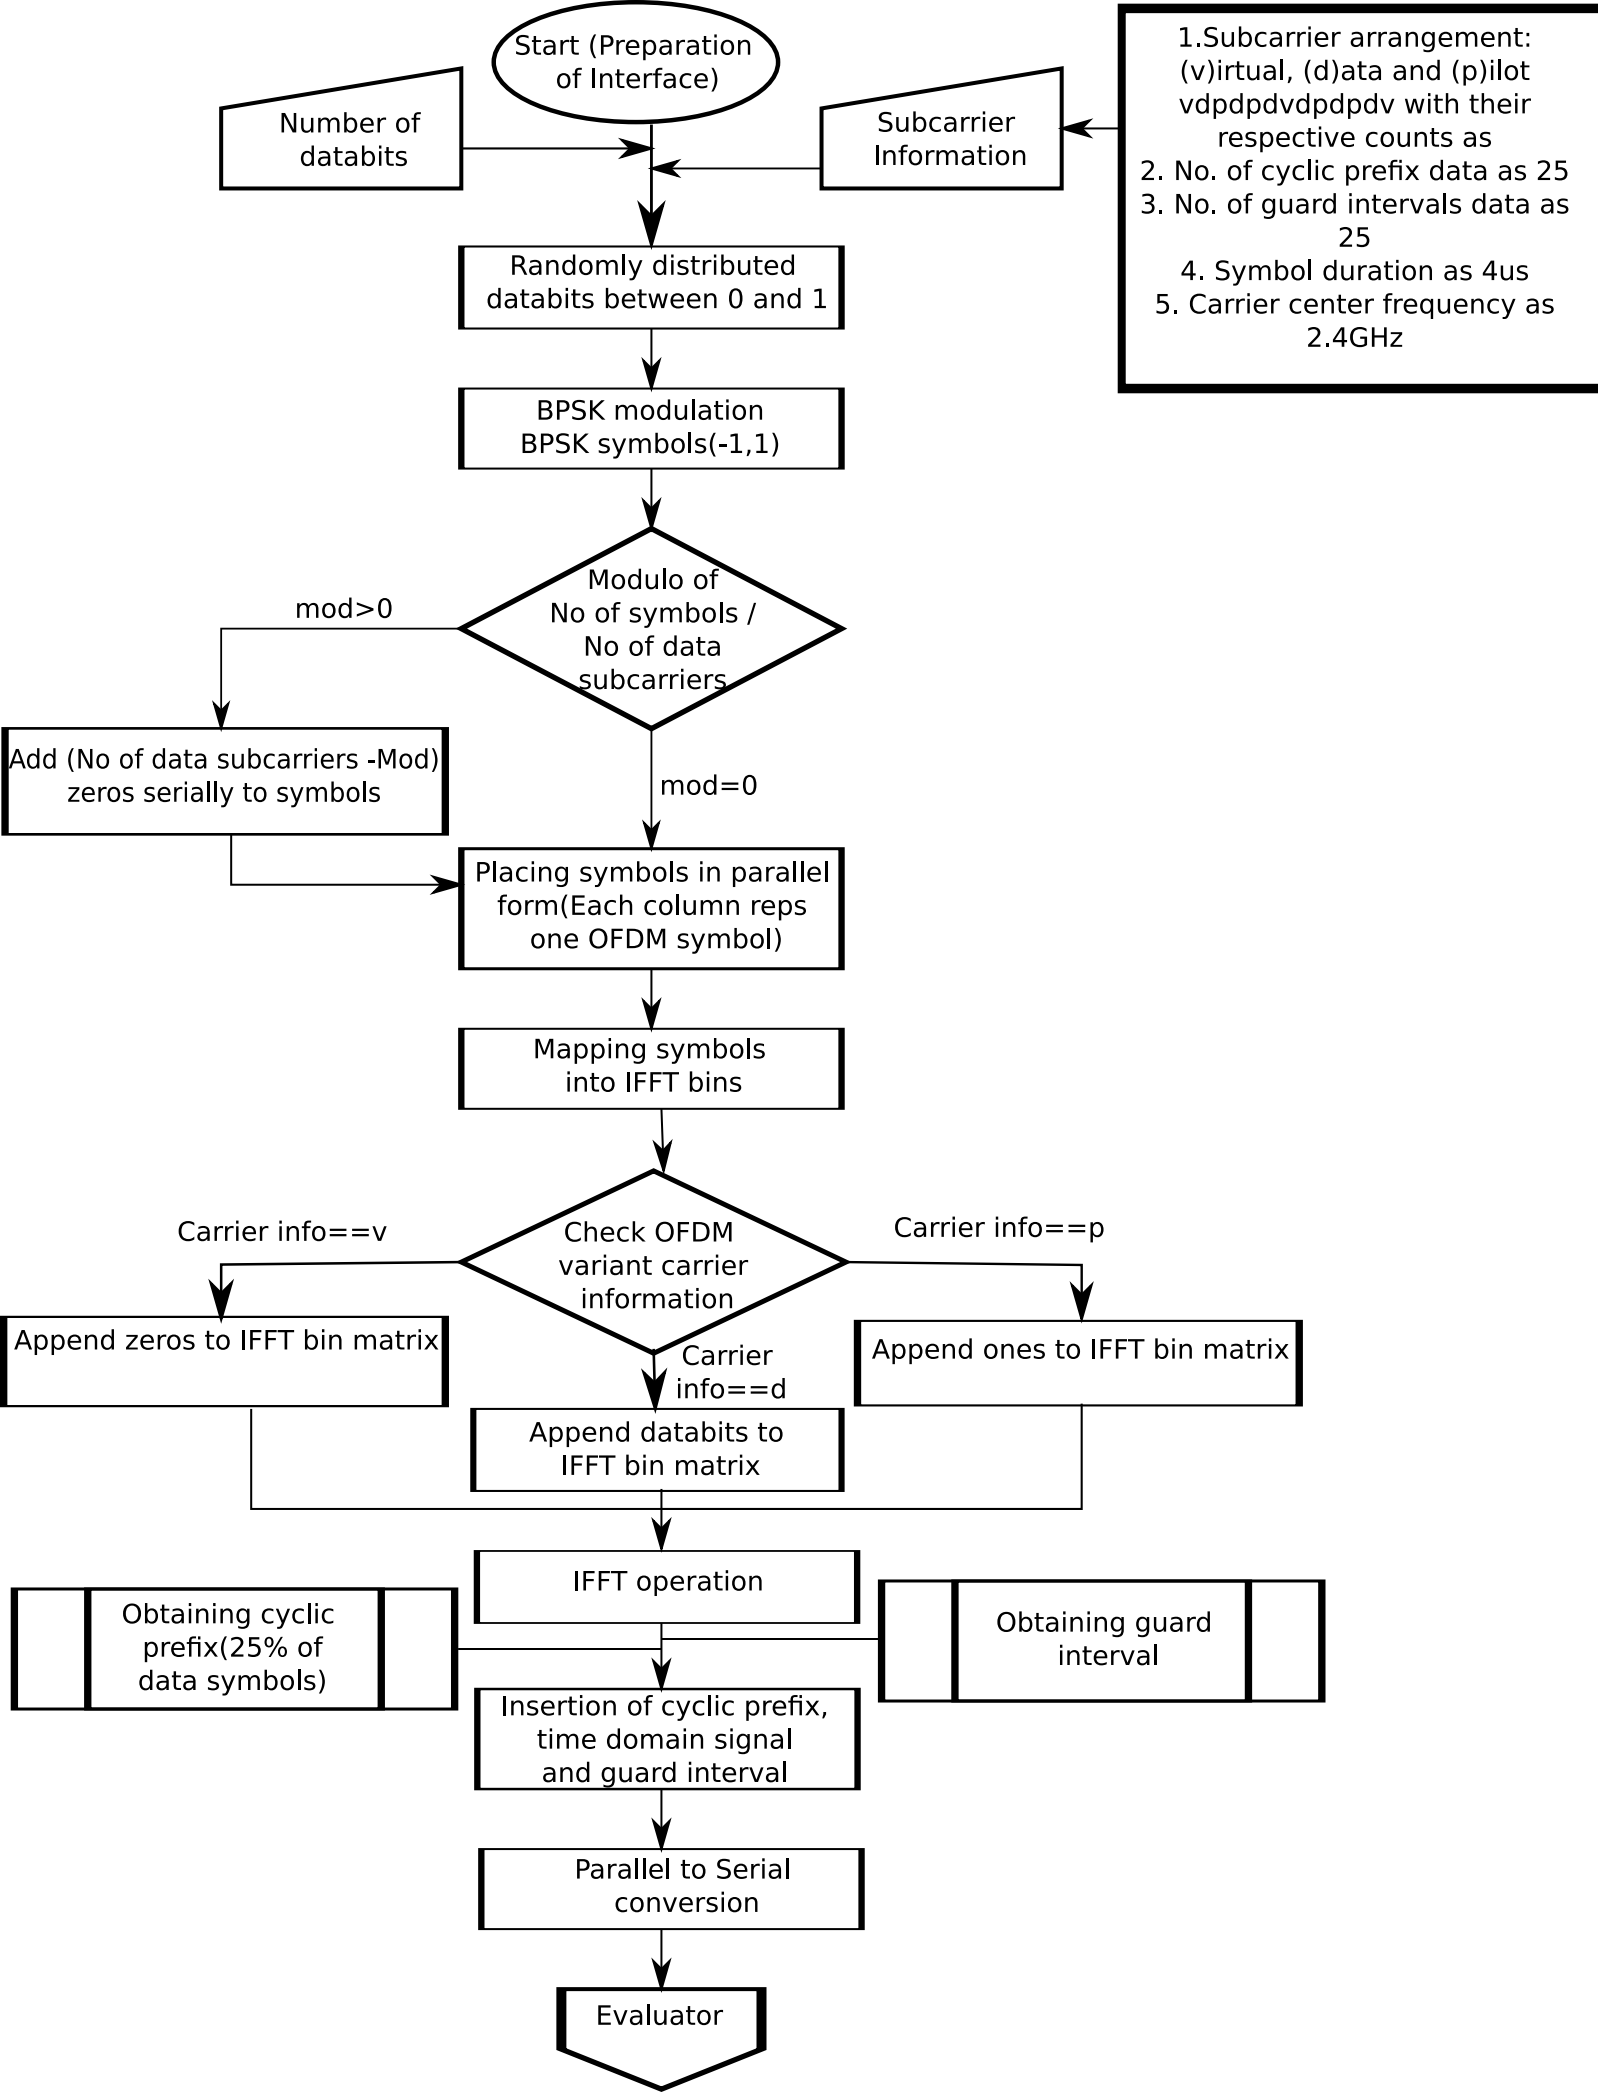 Start (Preparation
of Interface)
Number of
databits
Subcarrier
Information
1.Subcarrier arrangement:
(v)irtual, (d)ata and (p)ilot
vdpdpdvdpdpdv with their
respective counts as
2. No. of cyclic prefix data as 25
3. No. of guard intervals data as
25
4. Symbol duration as 4us
5. Carrier center frequency as
2.4GHz
Randomly distributed
databits between 0 and 1
BPSK modulation
BPSK symbols(-1,1)
Modulo of
No of symbols /
No of data
subcarriers
mod>0
Add (No of data subcarriers -Mod)
zeros serially to symbols
mod=0
Placing symbols in parallel
form(Each column reps
one OFDM symbol)
Mapping symbols
into IFFT bins
Check OFDM
variant carrier
information
Carrier info==v
Carrier info==p
Append zeros to IFFT bin matrix
Carrier
info==d
Append ones to IFFT bin matrix
Append databits to
IFFT bin matrix
IFFT operation
Obtaining cyclic
prefix(25% of
data symbols)
Obtaining guard
interval
Insertion of cyclic prefix,
time domain signal
and guard interval
Parallel to Serial
conversion
Evaluator